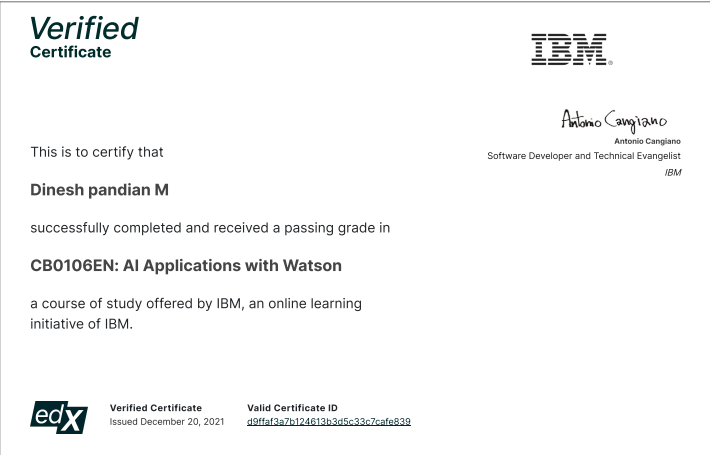 Verified
Certificate
IBM®
Antonio Cangiano
Antonio Cangiano
Software Developer and Technical Evangelist
IBM
This is to certify that
Dinesh pandian M
successfully completed and received a passing grade in
CB0106EN: AI Applications with Watson
a course of study offered by IBM, an online learning
initiative of IBM.
edX
Verified Certificate
Issued December 20, 2021
Valid Certificate ID
d9ffaf3a7b124613b3d5c33c7cafe839